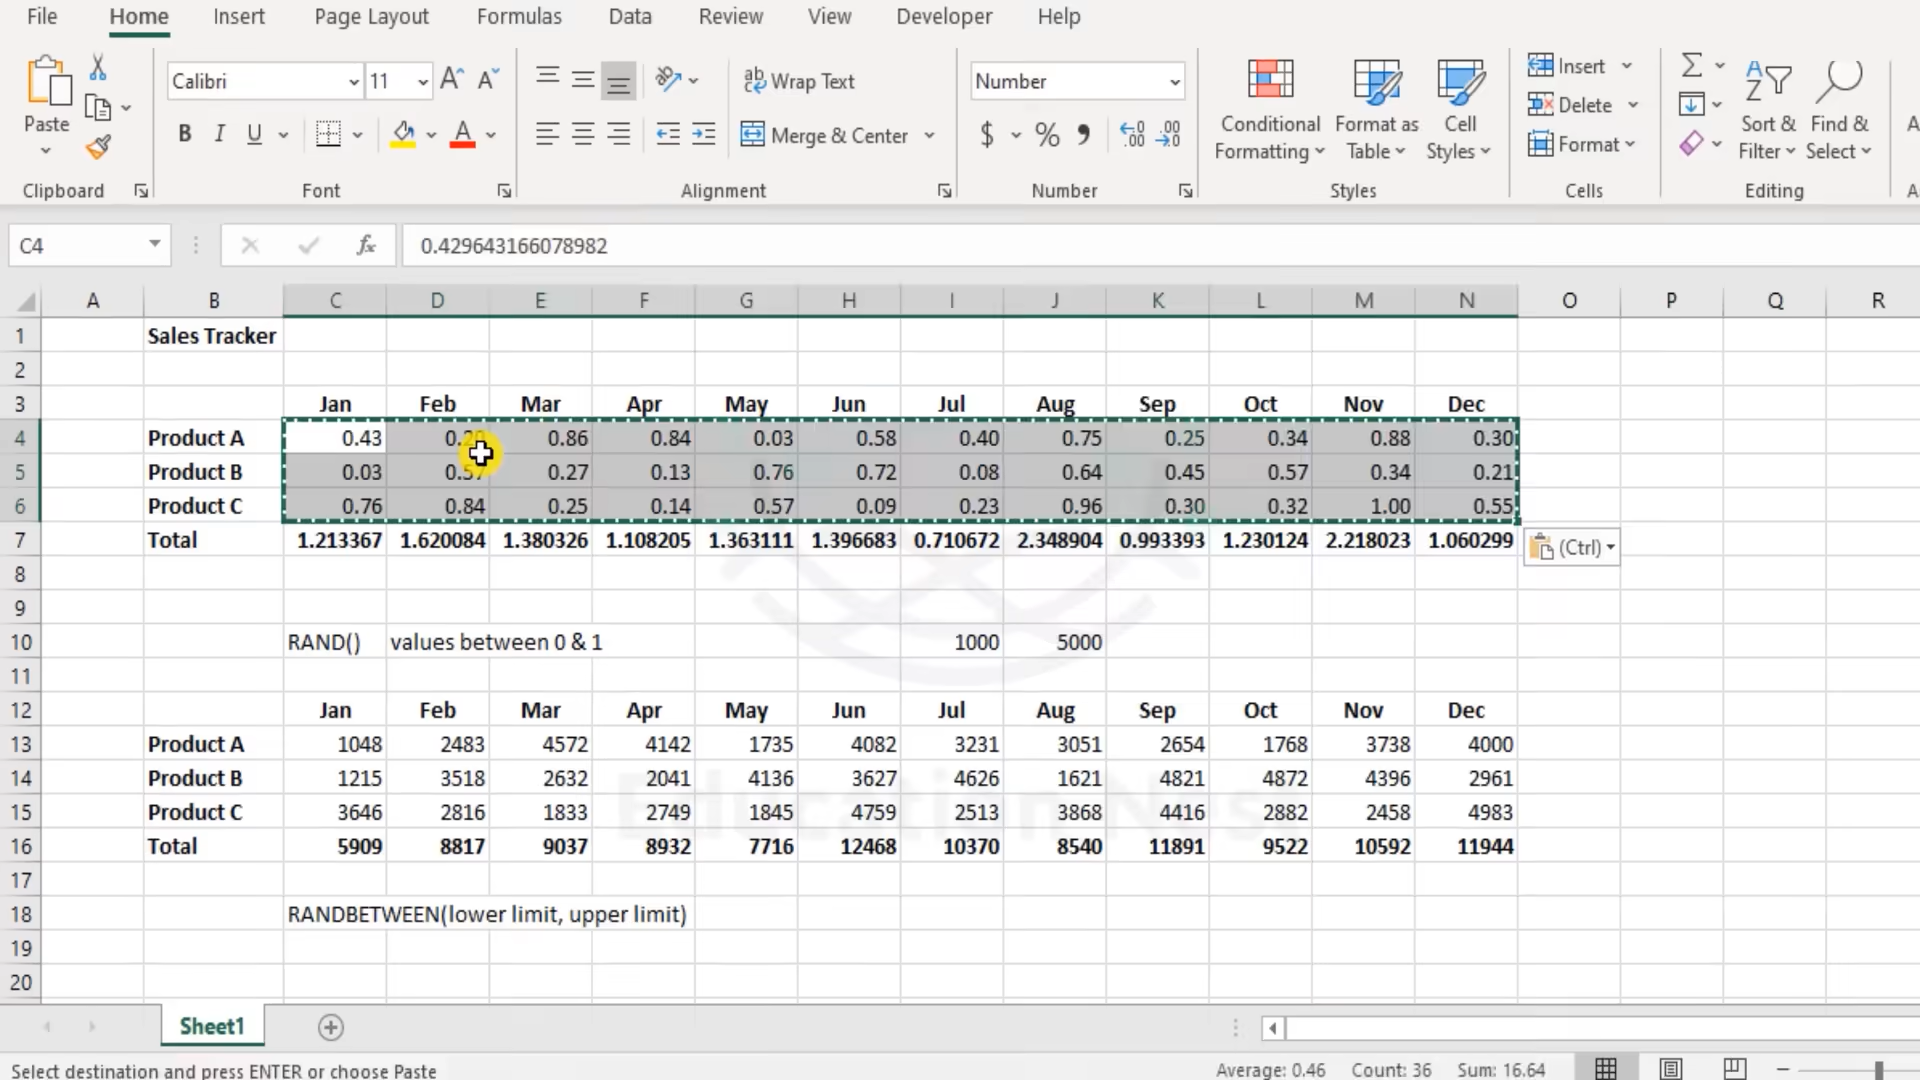 File Home Insert Page Layout Formulas Data Review View Developer Help
Calibri 11 Wrap Text Number Insert
Paste B I U A Merge & Center $ % Conditional Formatting Format as Table Cell Styles Delete Format Sort & Filter Find & Select
Clipboard Font Alignment Number Styles Cells Editing
C4 fx 0.429643166078982
A B C D E F G H I J K L M N O P Q R
1 Sales Tracker
2
3 Jan Feb Mar Apr May Jun Jul Aug Sep Oct Nov Dec
4 Product A 0.43 0.20 0.86 0.84 0.03 0.58 0.40 0.75 0.25 0.34 0.88 0.30
5 Product B 0.03 0.57 0.27 0.13 0.76 0.72 0.08 0.64 0.45 0.57 0.34 0.21
6 Product C 0.76 0.84 0.25 0.14 0.57 0.09 0.23 0.96 0.30 0.32 1.00 0.55
7 Total 1.213367 1.620084 1.380326 1.108205 1.363111 1.396683 0.710672 2.348904 0.993393 1.230124 2.218023 1.060299 (Ctrl)
8
9
10 RAND() values between 0 & 1 1000 5000
11
12 Jan Feb Mar Apr May Jun Jul Aug Sep Oct Nov Dec
13 Product A 1048 2483 4572 4142 1735 4082 3231 3051 2654 1768 3738 4000
14 Product B 1215 3518 2632 2041 4136 3627 4626 1621 4821 4872 4396 2961
Education Nest
15 Product C 3646 2816 1833 2749 1845 4759 2513 3868 4416 2882 2458 4983
16 Total 5909 8817 9037 8932 7716 12468 10370 8540 11891 9522 10592 11944
17
18 RANDBETWEEN(lower limit, upper limit)
19
20
Sheet1
Select destination and press ENTER or choose Paste Average: 0.46 Count: 36 Sum: 16.64